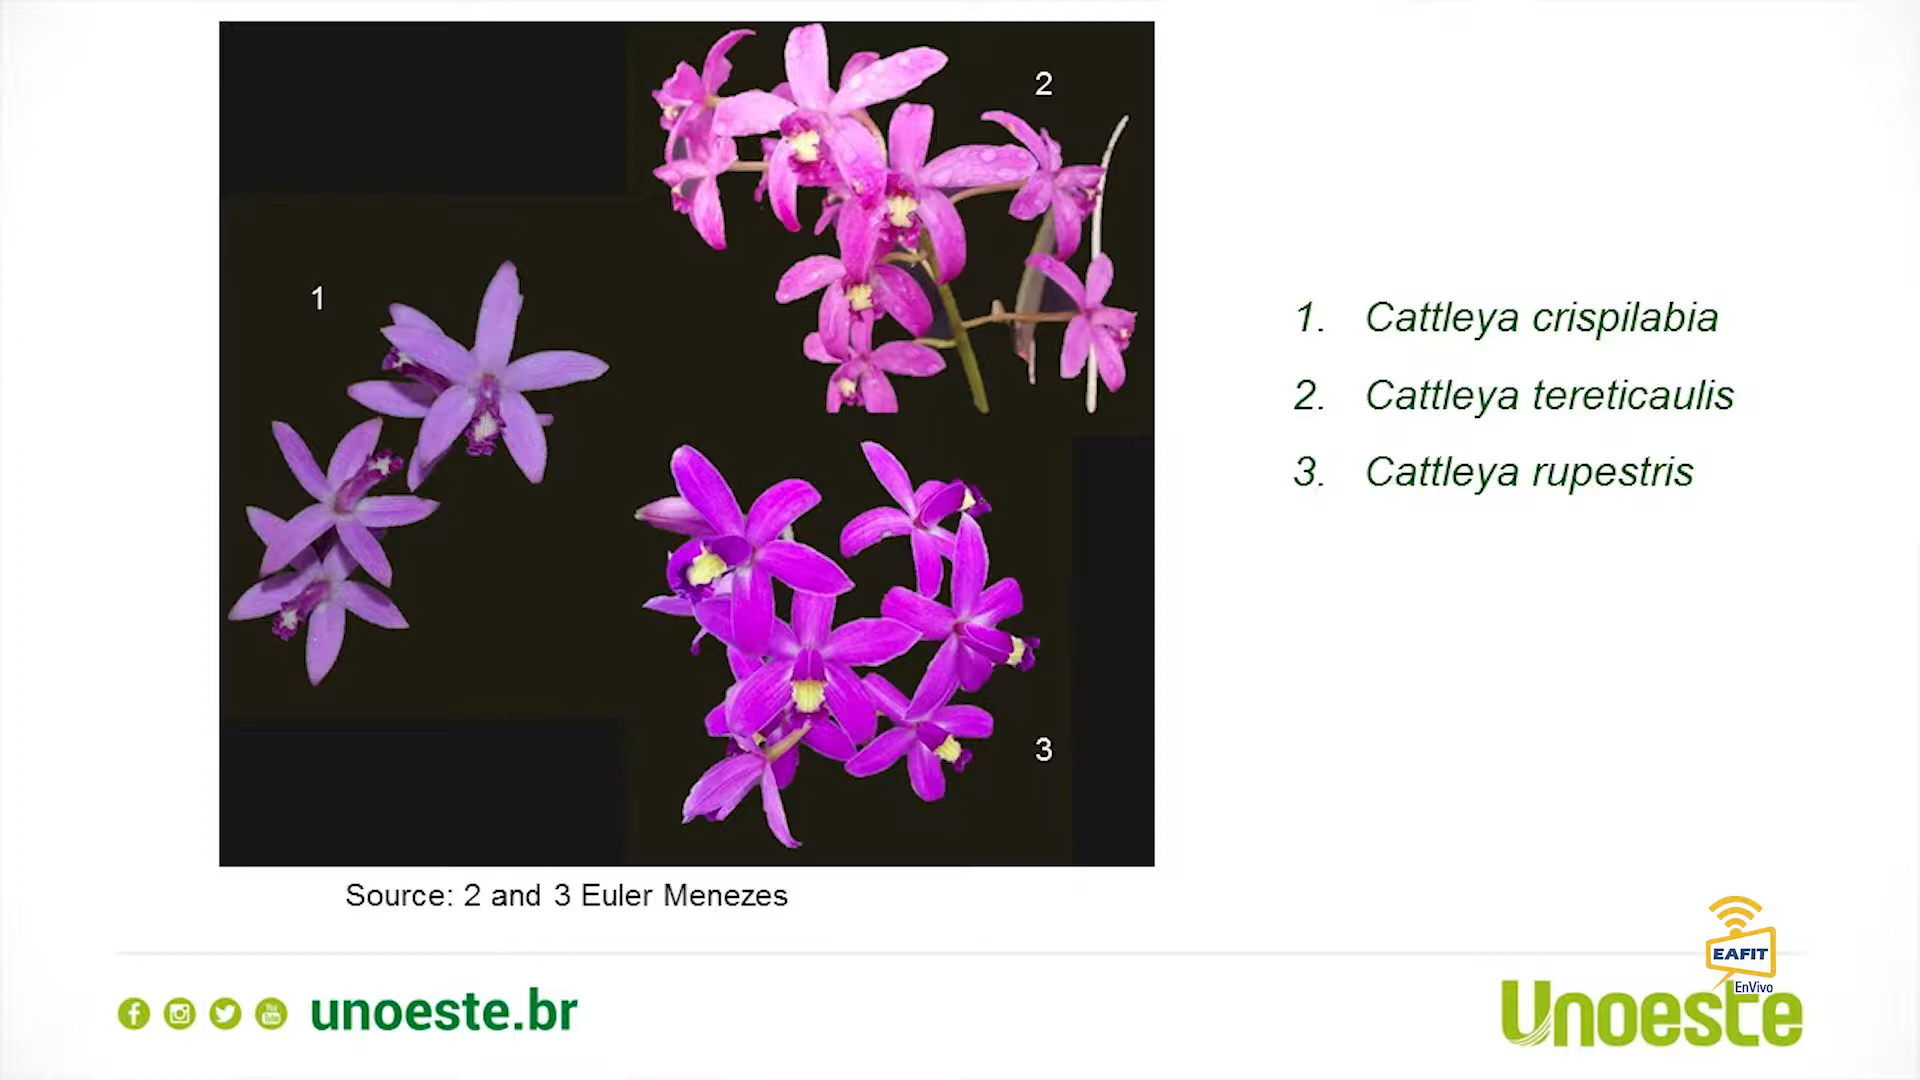 2
1
3
1. Cattleya crispilabia
2. Cattleya tereticaulis
3. Cattleya rupestris
Source: 2 and 3 Euler Menezes
EAFIT
EnVivo
unoeste.br
Unoeste